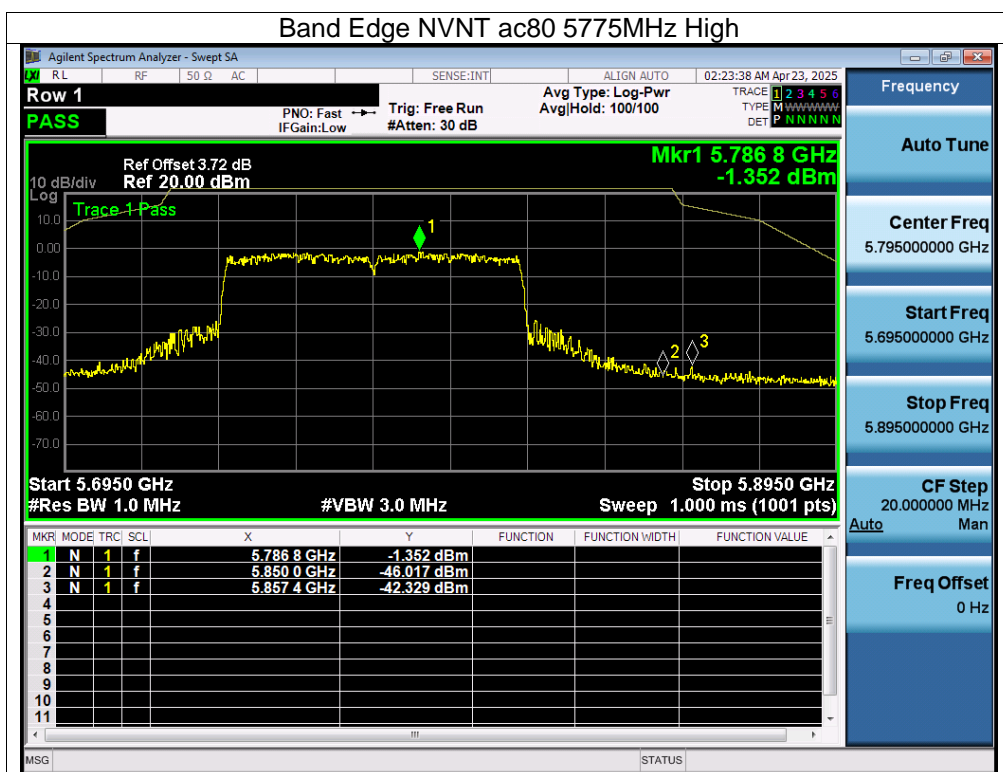 Band Edge NVNT ac80 5775MHz High
Agilent Spectrum Analyzer - Swept SA
LXI RL RF 50 Ω AC SENSE:INT ALIGN AUTO 02:23:38 AM Apr 23, 2025
Row 1
PASS
PNO: Fast
IFGain:Low
Trig: Free Run
#Atten: 30 dB
Avg Type: Log-Pwr
Avg|Hold: 100/100
TRACE 1 2 3 4 5 6
TYPE M WWWWW
DET P N N N N N
Ref Offset 3.72 dB
10 dB/div Ref 20.00 dBm
Log
Mkr1 5.786 8 GHz
-1.352 dBm
Trace 1 Pass
10.0
0.00
-10.0
-20.0
-30.0
-40.0
-50.0
-60.0
-70.0
1
2
3
Start 5.6950 GHz Stop 5.8950 GHz
#Res BW 1.0 MHz #VBW 3.0 MHz Sweep 1.000 ms (1001 pts)
MKR MODE TRC SCL X Y FUNCTION FUNCTION WIDTH FUNCTION VALUE
1 N 1 f 5.786 8 GHz -1.352 dBm
2 N 1 f 5.850 0 GHz -46.017 dBm
3 N 1 f 5.857 4 GHz -42.329 dBm
4
5
6
7
8
9
10
11
MSG STATUS
Frequency
Auto Tune
Center Freq
5.795000000 GHz
Start Freq
5.695000000 GHz
Stop Freq
5.895000000 GHz
CF Step
20.000000 MHz
Auto Man
Freq Offset
0 Hz